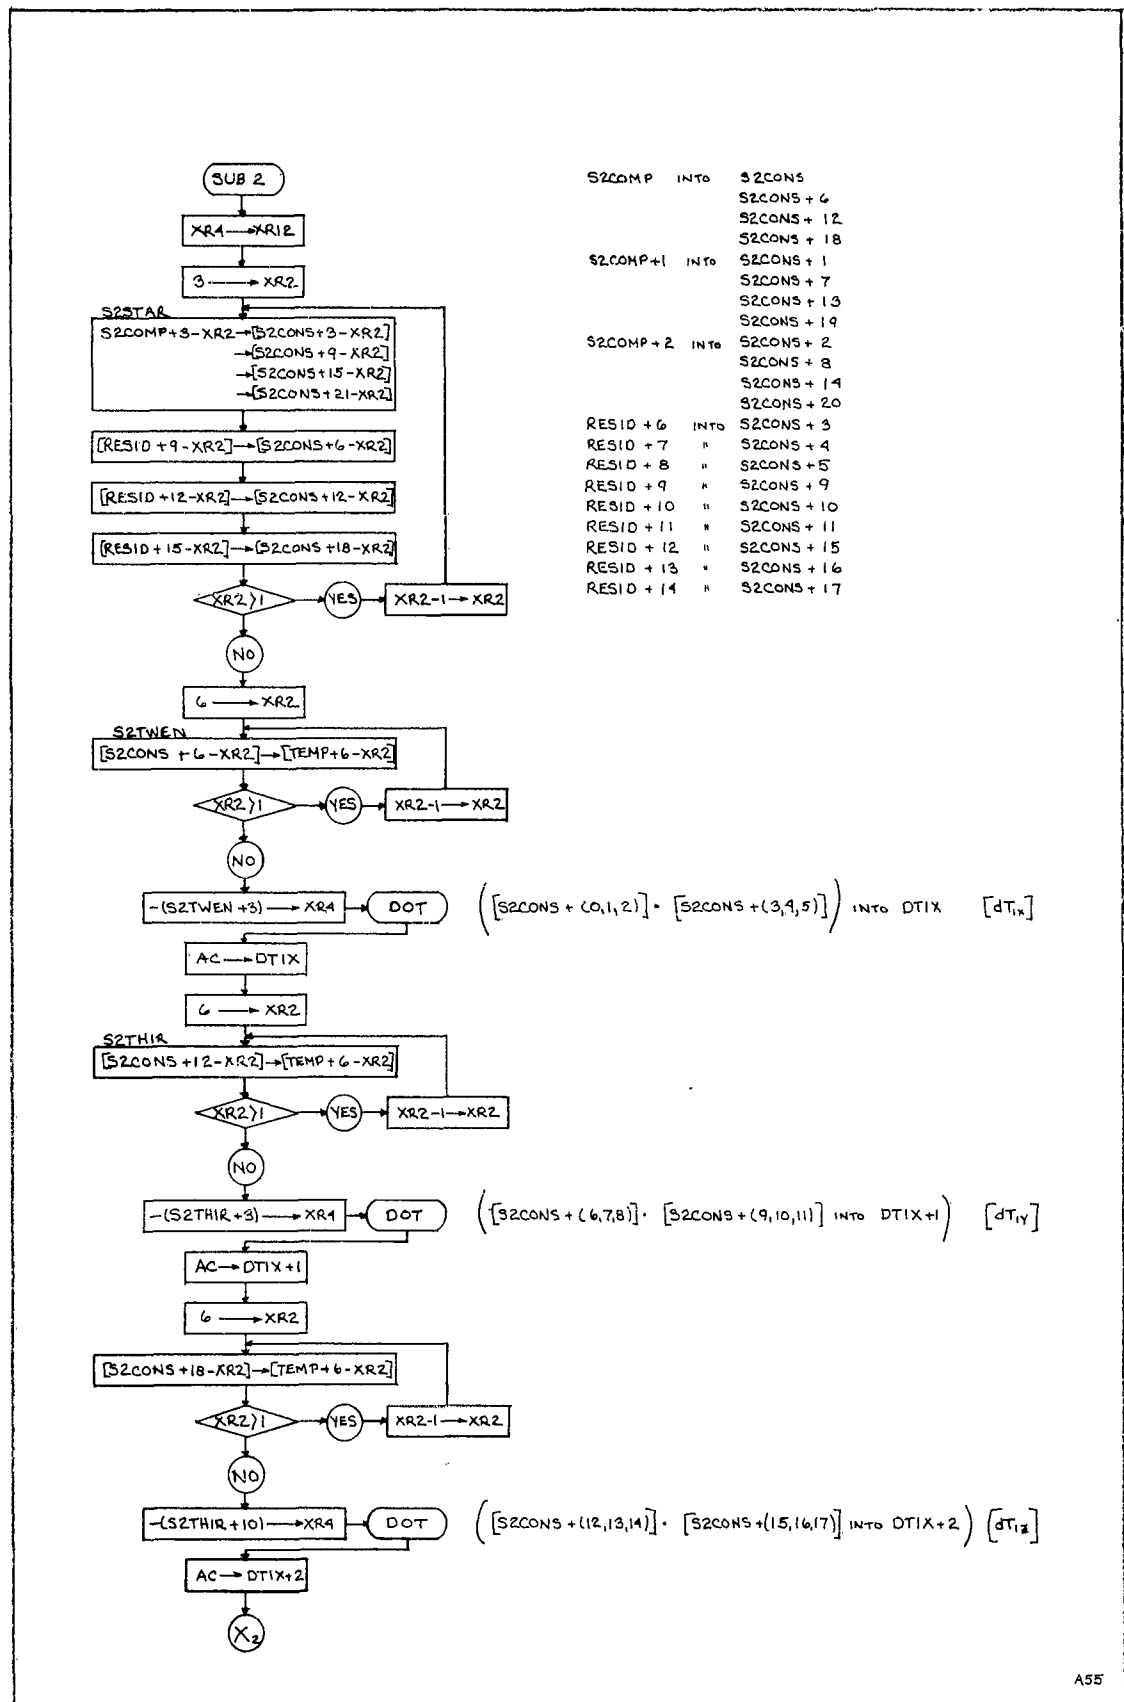 SUB 2
XR4 → XR12
3 → XR2
S2STAR
S2COMP+3-XR2→[S2CONS+3-XR2]
→[S2CONS+9-XR2]
→[S2CONS+15-XR2]
→[S2CONS+21-XR2]
[RESID+9-XR2]→[S2CONS+6-XR2]
[RESID+12-XR2]→[S2CONS+12-XR2]
[RESID+15-XR2]→[S2CONS+18-XR2]
XR2>1
YES
XR2-1→XR2
NO
6 → XR2
S2TWEN
[S2CONS+6-XR2]→[TEMP+6-XR2]
XR2>1
YES
XR2-1→XR2
NO
-(S2TWEN+3)→XR4
DOT
([S2CONS+(0,1,2)]·[S2CONS+(3,4,5)]) INTO DT1X [dT1x]
AC→DT1X
6 → XR2
S2THIR
[S2CONS+12-XR2]→[TEMP+6-XR2]
XR2>1
YES
XR2-1→XR2
NO
-(S2THIR+3)→XR4
DOT
([S2CONS+(6,7,8)]·[S2CONS+(9,10,11)] INTO DT1X+1) [dT1Y]
AC→DT1X+1
6 → XR2
[S2CONS+18-XR2]→[TEMP+6-XR2]
XR2>1
YES
XR2-1→XR2
NO
-(S2THIR+10)→XR4
DOT
([S2CONS+(12,13,14)]·[S2CONS+(15,16,17)] INTO DT1X+2) [dT1z]
AC→DT1X+2
X2
S2COMP INTO S2CONS
S2CONS+6
S2CONS+12
S2CONS+18
S2COMP+1 INTO S2CONS+1
S2CONS+7
S2CONS+13
S2CONS+19
S2COMP+2 INTO S2CONS+2
S2CONS+8
S2CONS+14
S2CONS+20
RESID+6 INTO S2CONS+3
RESID+7 " S2CONS+4
RESID+8 " S2CONS+5
RESID+9 " S2CONS+9
RESID+10 " S2CONS+10
RESID+11 " S2CONS+11
RESID+12 " S2CONS+15
RESID+13 " S2CONS+16
RESID+14 " S2CONS+17
A55